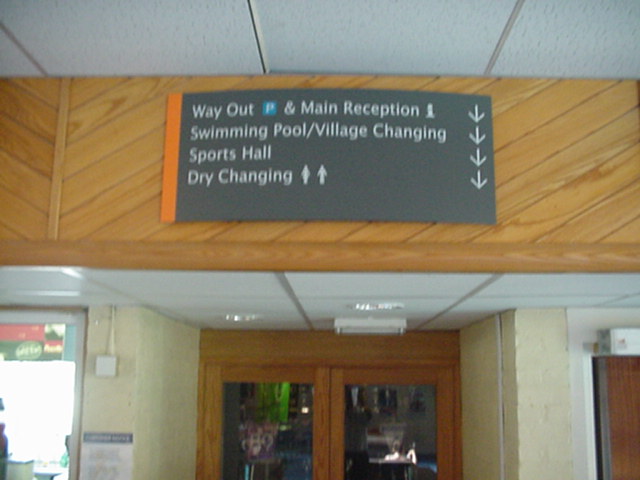 Way Out P & Main Reception i
Swimming Pool/Village Changing
Sports Hall
Dry Changing